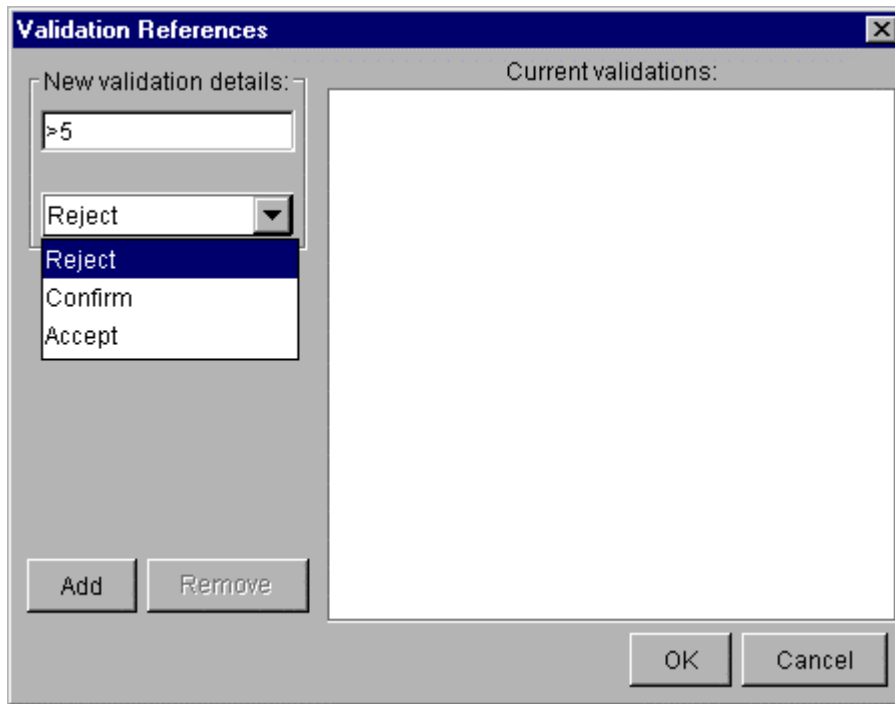 Validation References
New validation details:
Current validations:
>5
Reject
Reject
Confirm
Accept
Add
Remove
OK
Cancel